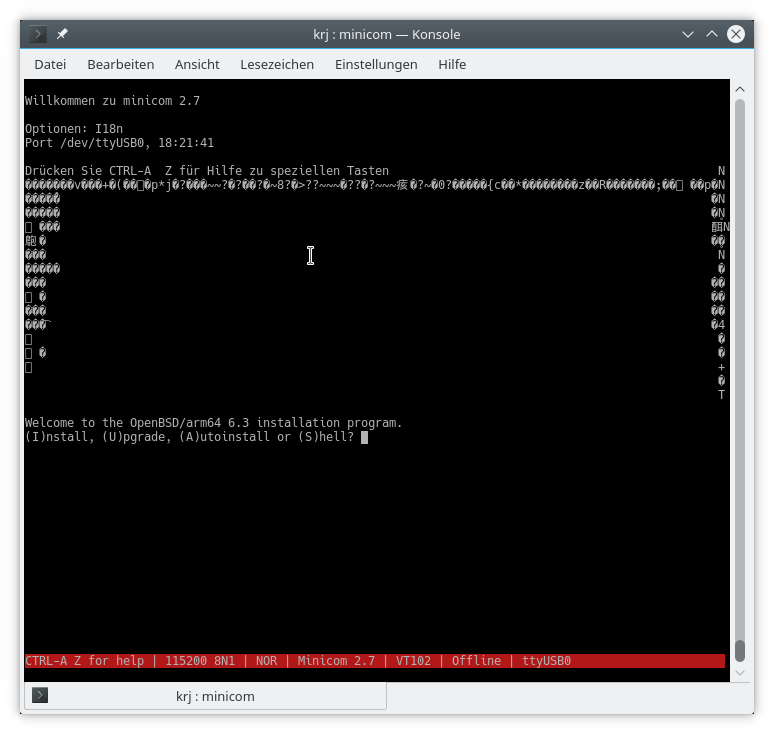 krj : minicom — Konsole
Datei Bearbeiten Ansicht Lesezeichen Einstellungen Hilfe
Willkommen zu minicom 2.7
Optionen: I18n
Port /dev/ttyUSB0, 18:21:41
Drücken Sie CTRL-A  Z für Hilfe zu speziellen Tasten N
Welcome to the OpenBSD/arm64 6.3 installation program.
(I)nstall, (U)pgrade, (A)utoinstall or (S)hell?
CTRL-A Z for help | 115200 8N1 | NOR | Minicom 2.7 | VT102 | Offline | ttyUSB0
krj : minicom